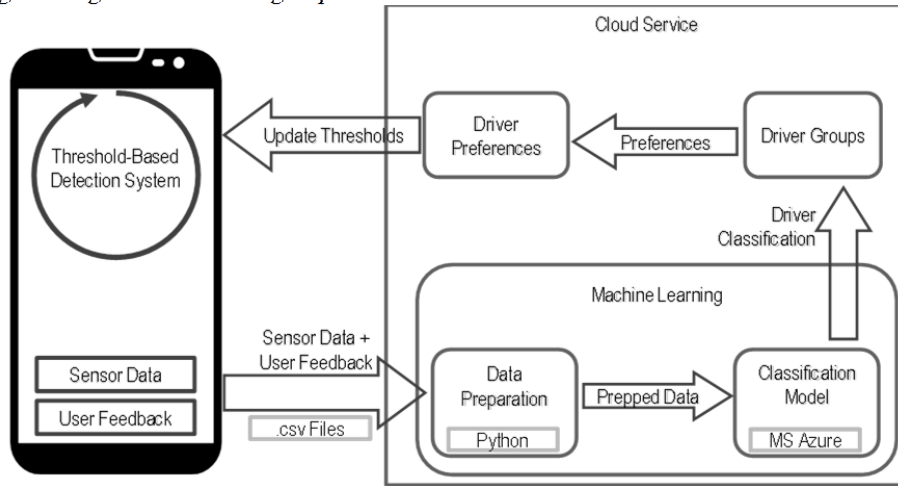 Cloud Service
Threshold-Based
Detection System
Update Thresholds
Driver
Preferences
Preferences
Driver Groups
Driver
Classification
Machine Learning
Sensor Data +
User Feedback
.csv Files
Sensor Data
User Feedback
Data
Preparation
Python
Prepped Data
Classification
Model
MS Azure